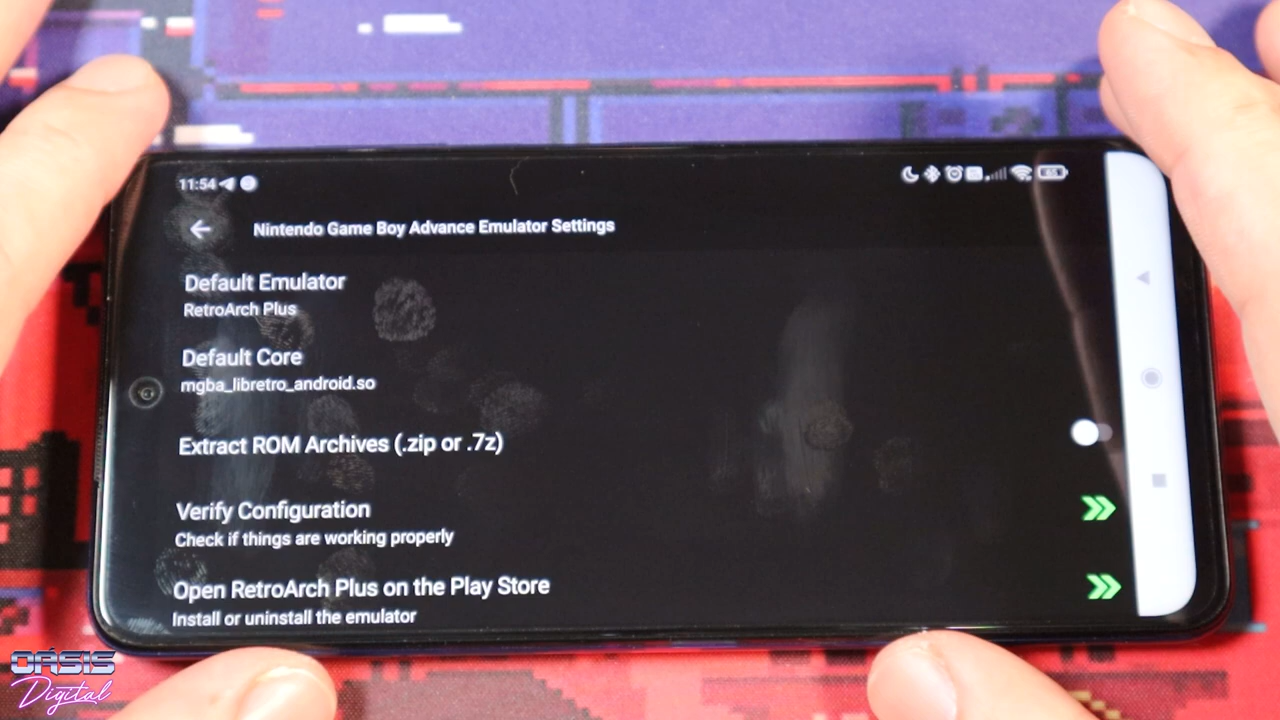 11:54
Nintendo Game Boy Advance Emulator Settings
Default Emulator
RetroArch Plus
Default Core
mgba_libretro_android.so
Extract ROM Archives (.zip or .7z)
Verify Configuration
Check if things are working properly
Open RetroArch Plus on the Play Store
Install or uninstall the emulator
OÁSIS
Digital